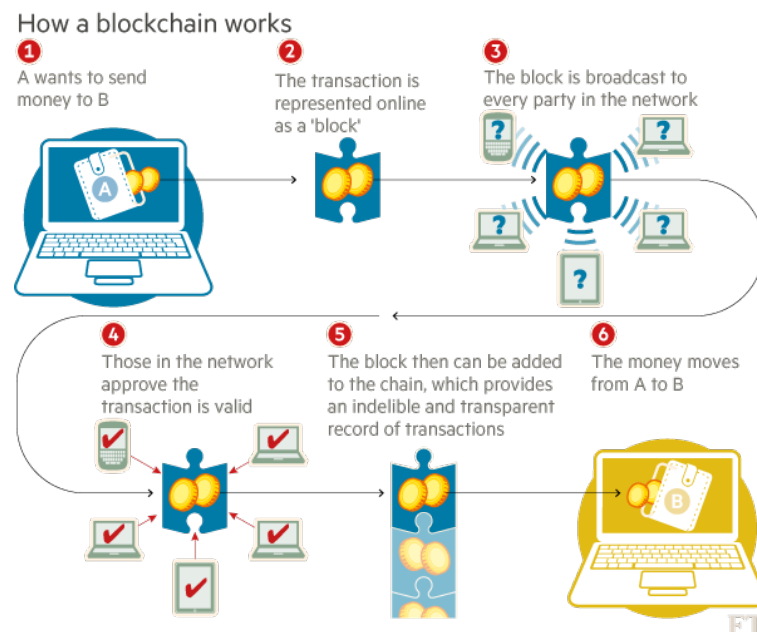 How a blockchain works
1
A wants to send
money to B
2
The transaction is
represented online
as a 'block'
3
The block is broadcast to
every party in the network
A
?
?
?
?
?
4
Those in the network
approve the
transaction is valid
5
The block then can be added
to the chain, which provides
an indelible and transparent
record of transactions
6
The money moves
from A to B
B
FT